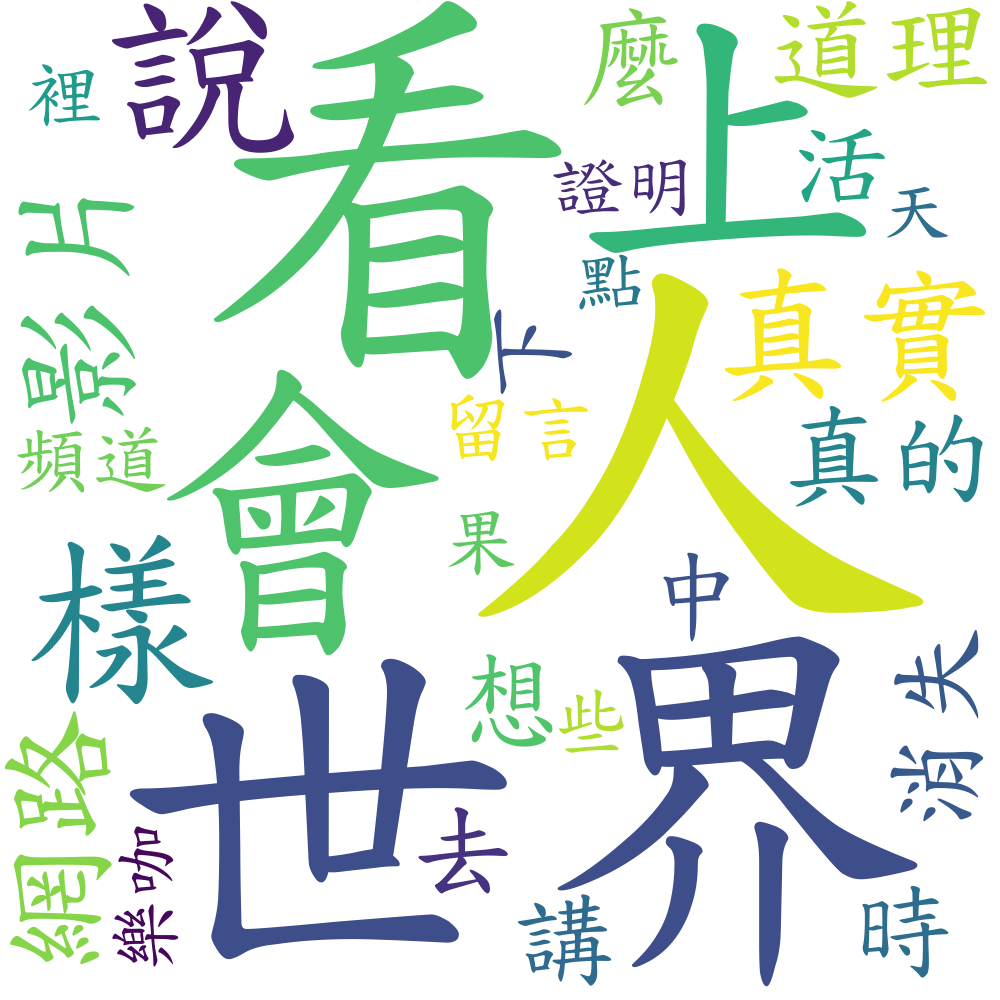 說
看
上
麼
道理
裡
活
證明
天
點
影片
人
真實
下
會
留言
真的
頻道
果
樣
中
世界
想
些
消失
網路
樂咖
去
講
時